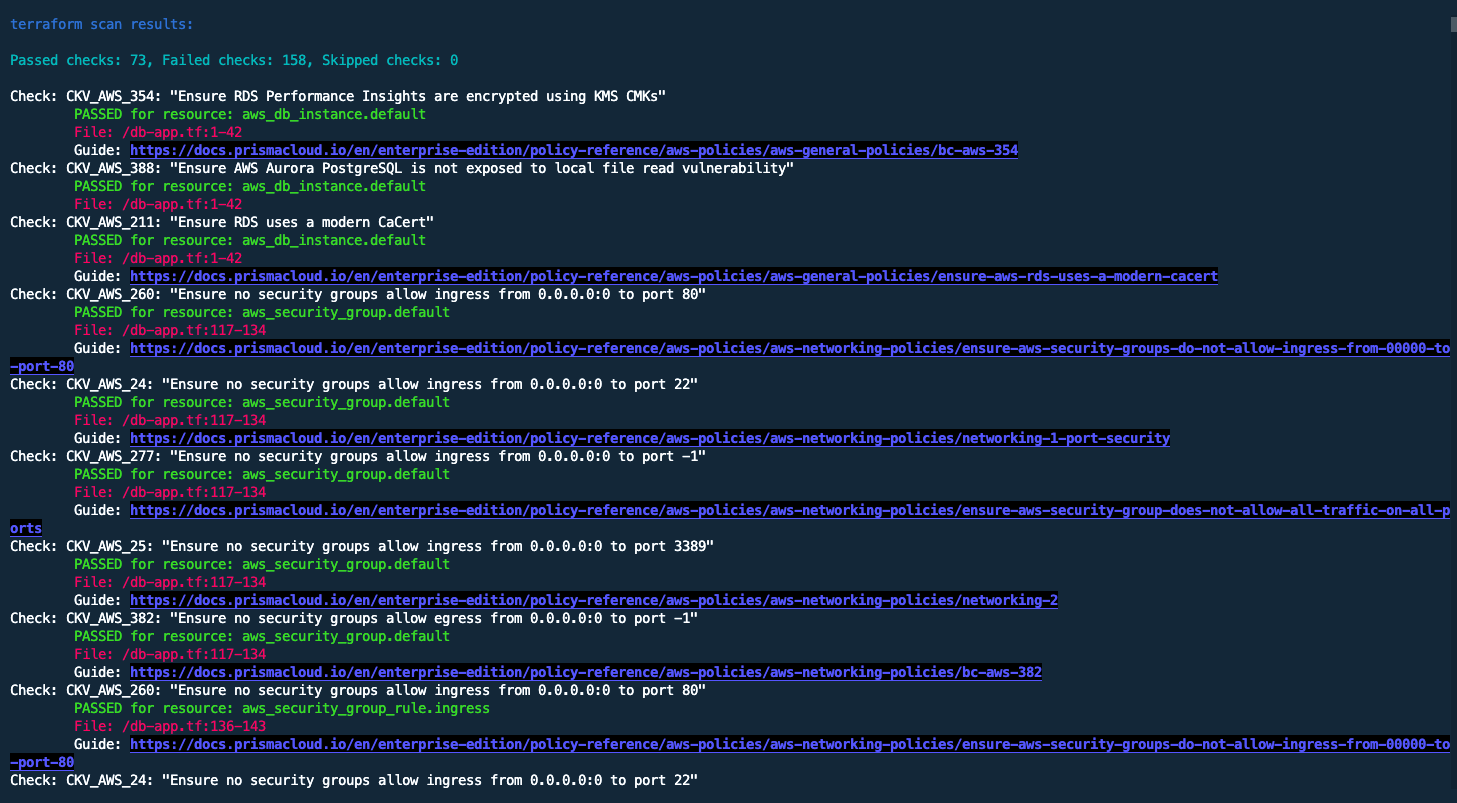 terraform scan results:
Passed checks: 73, Failed checks: 158, Skipped checks: 0
Check: CKV_AWS_354: "Ensure RDS Performance Insights are encrypted using KMS CMKs"
PASSED for resource: aws_db_instance.default
File: /db-app.tf:1-42
Guide: https://docs.prismacloud.io/en/enterprise-edition/policy-reference/aws-policies/aws-general-policies/bc-aws-354
Check: CKV_AWS_388: "Ensure AWS Aurora PostgreSQL is not exposed to local file read vulnerability"
PASSED for resource: aws_db_instance.default
File: /db-app.tf:1-42
Check: CKV_AWS_211: "Ensure RDS uses a modern CaCert"
PASSED for resource: aws_db_instance.default
File: /db-app.tf:1-42
Guide: https://docs.prismacloud.io/en/enterprise-edition/policy-reference/aws-policies/aws-general-policies/ensure-aws-rds-uses-a-modern-cacert
Check: CKV_AWS_260: "Ensure no security groups allow ingress from 0.0.0.0:0 to port 80"
PASSED for resource: aws_security_group.default
File: /db-app.tf:117-134
Guide: https://docs.prismacloud.io/en/enterprise-edition/policy-reference/aws-policies/aws-networking-policies/ensure-aws-security-groups-do-not-allow-ingress-from-00000-to
-port-80
Check: CKV_AWS_24: "Ensure no security groups allow ingress from 0.0.0.0:0 to port 22"
PASSED for resource: aws_security_group.default
File: /db-app.tf:117-134
Guide: https://docs.prismacloud.io/en/enterprise-edition/policy-reference/aws-policies/aws-networking-policies/networking-1-port-security
Check: CKV_AWS_277: "Ensure no security groups allow ingress from 0.0.0.0:0 to port -1"
PASSED for resource: aws_security_group.default
File: /db-app.tf:117-134
Guide: https://docs.prismacloud.io/en/enterprise-edition/policy-reference/aws-policies/aws-networking-policies/ensure-aws-security-group-does-not-allow-all-traffic-on-all-p
orts
Check: CKV_AWS_25: "Ensure no security groups allow ingress from 0.0.0.0:0 to port 3389"
PASSED for resource: aws_security_group.default
File: /db-app.tf:117-134
Guide: https://docs.prismacloud.io/en/enterprise-edition/policy-reference/aws-policies/aws-networking-policies/networking-2
Check: CKV_AWS_382: "Ensure no security groups allow egress from 0.0.0.0:0 to port -1"
PASSED for resource: aws_security_group.default
File: /db-app.tf:117-134
Guide: https://docs.prismacloud.io/en/enterprise-edition/policy-reference/aws-policies/aws-networking-policies/bc-aws-382
Check: CKV_AWS_260: "Ensure no security groups allow ingress from 0.0.0.0:0 to port 80"
PASSED for resource: aws_security_group_rule.ingress
File: /db-app.tf:136-143
Guide: https://docs.prismacloud.io/en/enterprise-edition/policy-reference/aws-policies/aws-networking-policies/ensure-aws-security-groups-do-not-allow-ingress-from-00000-to
-port-80
Check: CKV_AWS_24: "Ensure no security groups allow ingress from 0.0.0.0:0 to port 22"